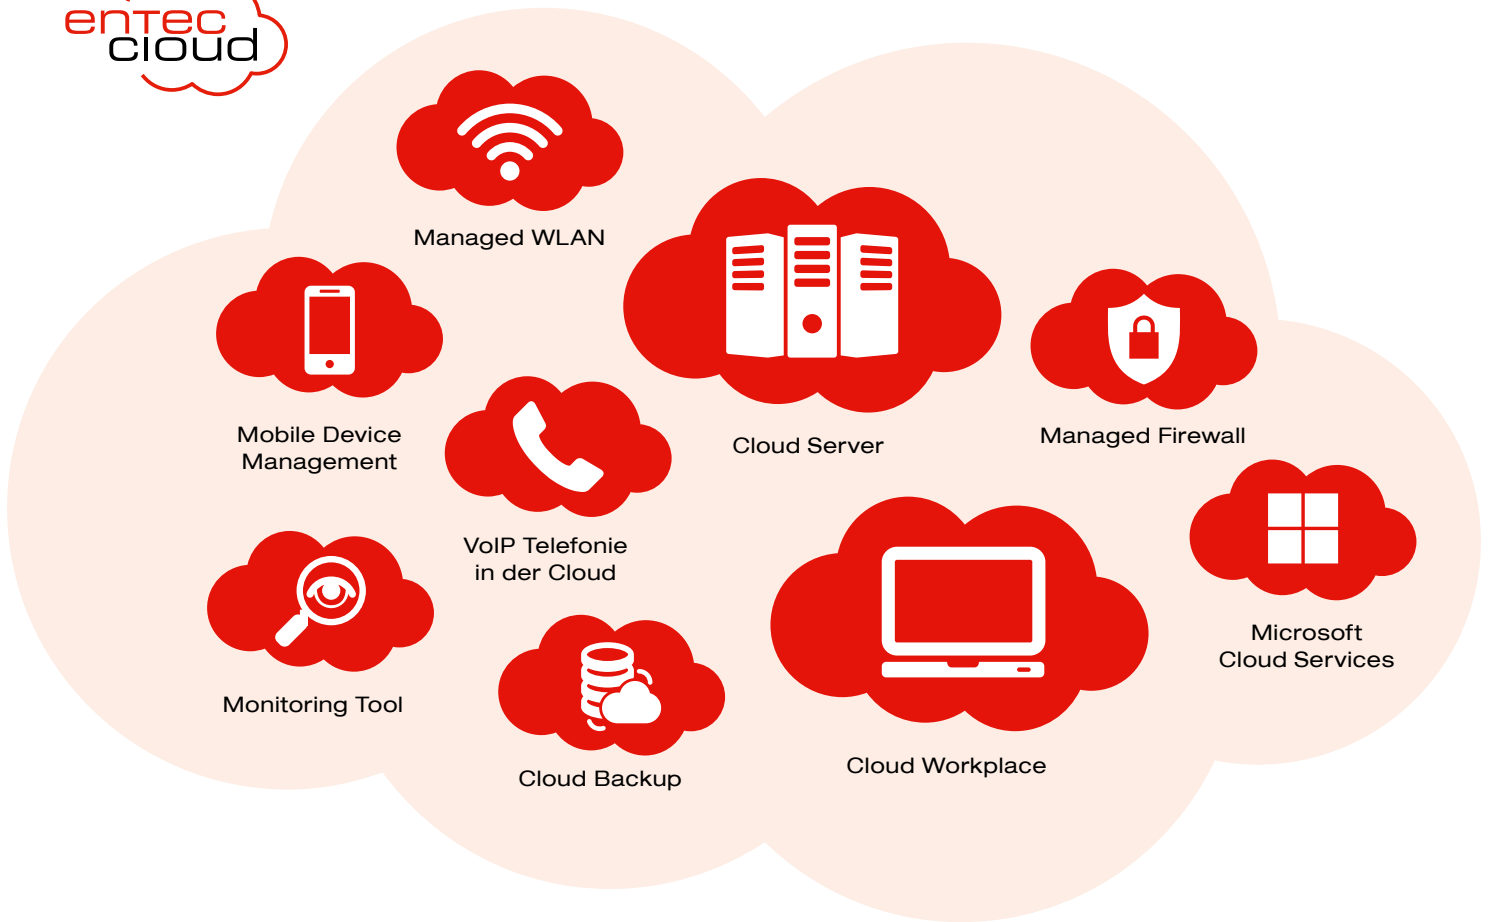 entec
cloud
Managed WLAN
Mobile Device
Management
Cloud Server
Managed Firewall
VoIP Telefonie
in der Cloud
Microsoft
Cloud Services
Monitoring Tool
Cloud Backup
Cloud Workplace